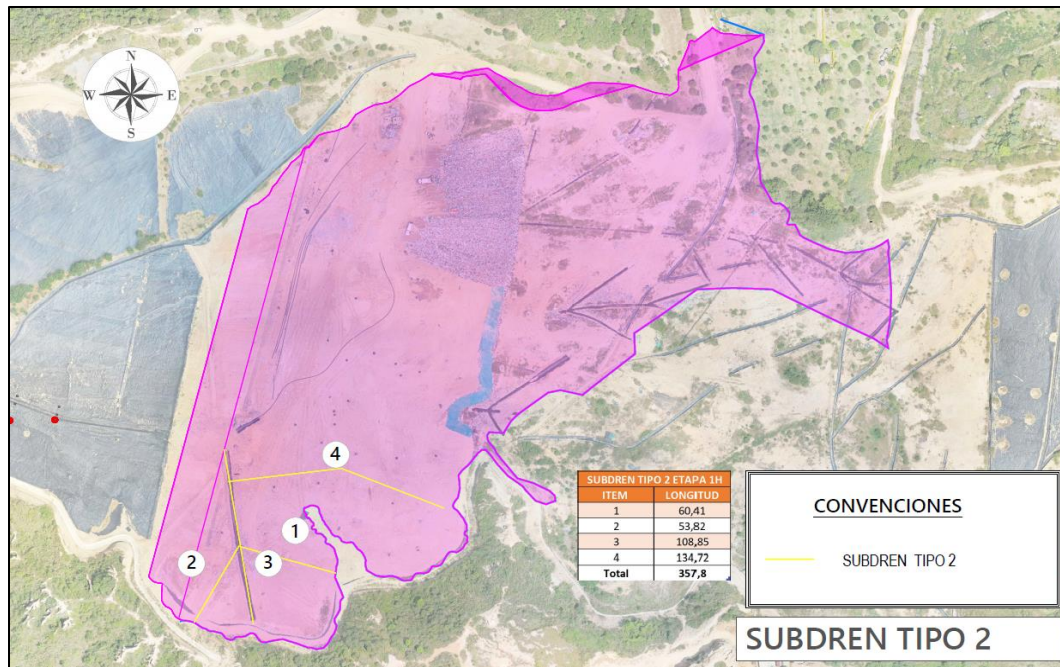 N
W E
S
4
1
2
3
SUBDREN TIPO 2 ETAPA 1H
ITEM LONGITUD
1 60,41
2 53,82
3 108,85
4 134,72
Total 357,8
CONVENCIONES
SUBDREN TIPO 2
SUBDREN TIPO 2